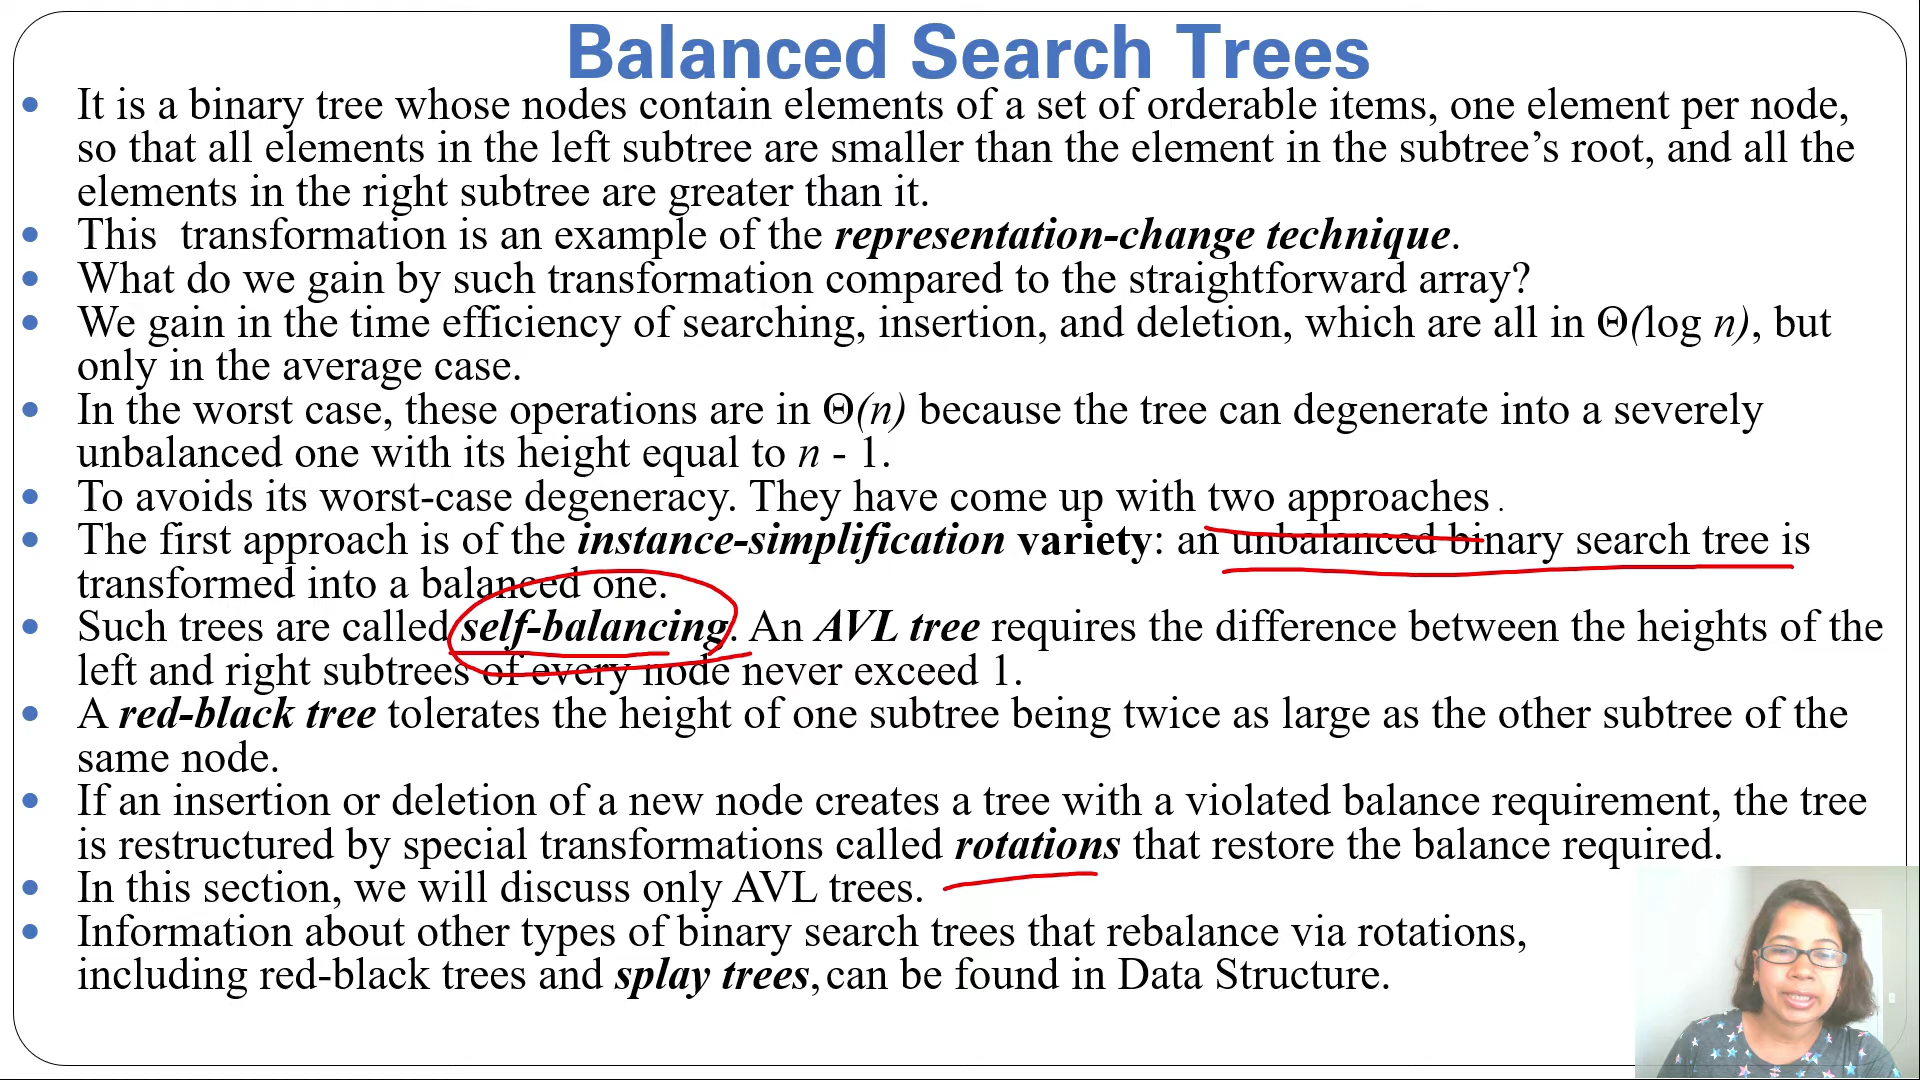 Balanced Search Trees
• It is a binary tree whose nodes contain elements of a set of orderable items, one element per node,
so that all elements in the left subtree are smaller than the element in the subtree’s root, and all the
elements in the right subtree are greater than it.
• This transformation is an example of the representation-change technique.
• What do we gain by such transformation compared to the straightforward array?
• We gain in the time efficiency of searching, insertion, and deletion, which are all in Θ(log n), but
only in the average case.
• In the worst case, these operations are in Θ(n) because the tree can degenerate into a severely
unbalanced one with its height equal to n - 1.
• To avoids its worst-case degeneracy. They have come up with two approaches .
• The first approach is of the instance-simplification variety: an unbalanced binary search tree is
transformed into a balanced one.
• Such trees are called self-balancing. An AVL tree requires the difference between the heights of the
left and right subtrees of every node never exceed 1.
• A red-black tree tolerates the height of one subtree being twice as large as the other subtree of the
same node.
• If an insertion or deletion of a new node creates a tree with a violated balance requirement, the tree
is restructured by special transformations called rotations that restore the balance required.
• In this section, we will discuss only AVL trees.
• Information about other types of binary search trees that rebalance via rotations,
including red-black trees and splay trees, can be found in Data Structure.